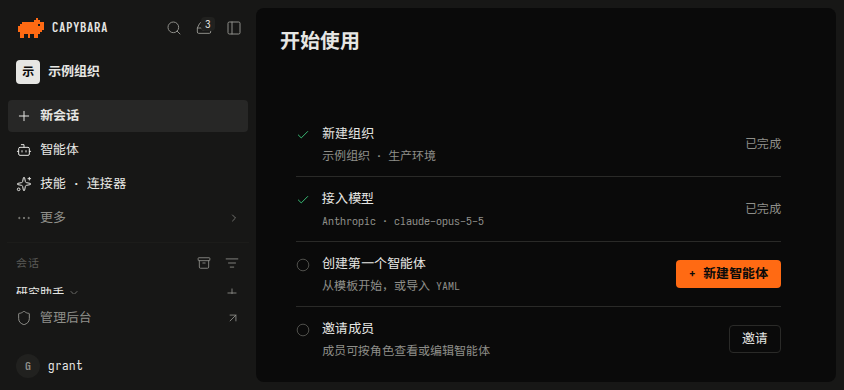 CAPYBARA
3
示 示例组织
新会话
智能体
技能 · 连接器
更多
会话
研究助手
管理后台
G grant
开始使用
新建组织
示例组织 · 生产环境
已完成
接入模型
Anthropic · claude-opus-5-5
已完成
创建第一个智能体
从模板开始，或导入 YAML
+ 新建智能体
邀请成员
成员可按角色查看或编辑智能体
邀请